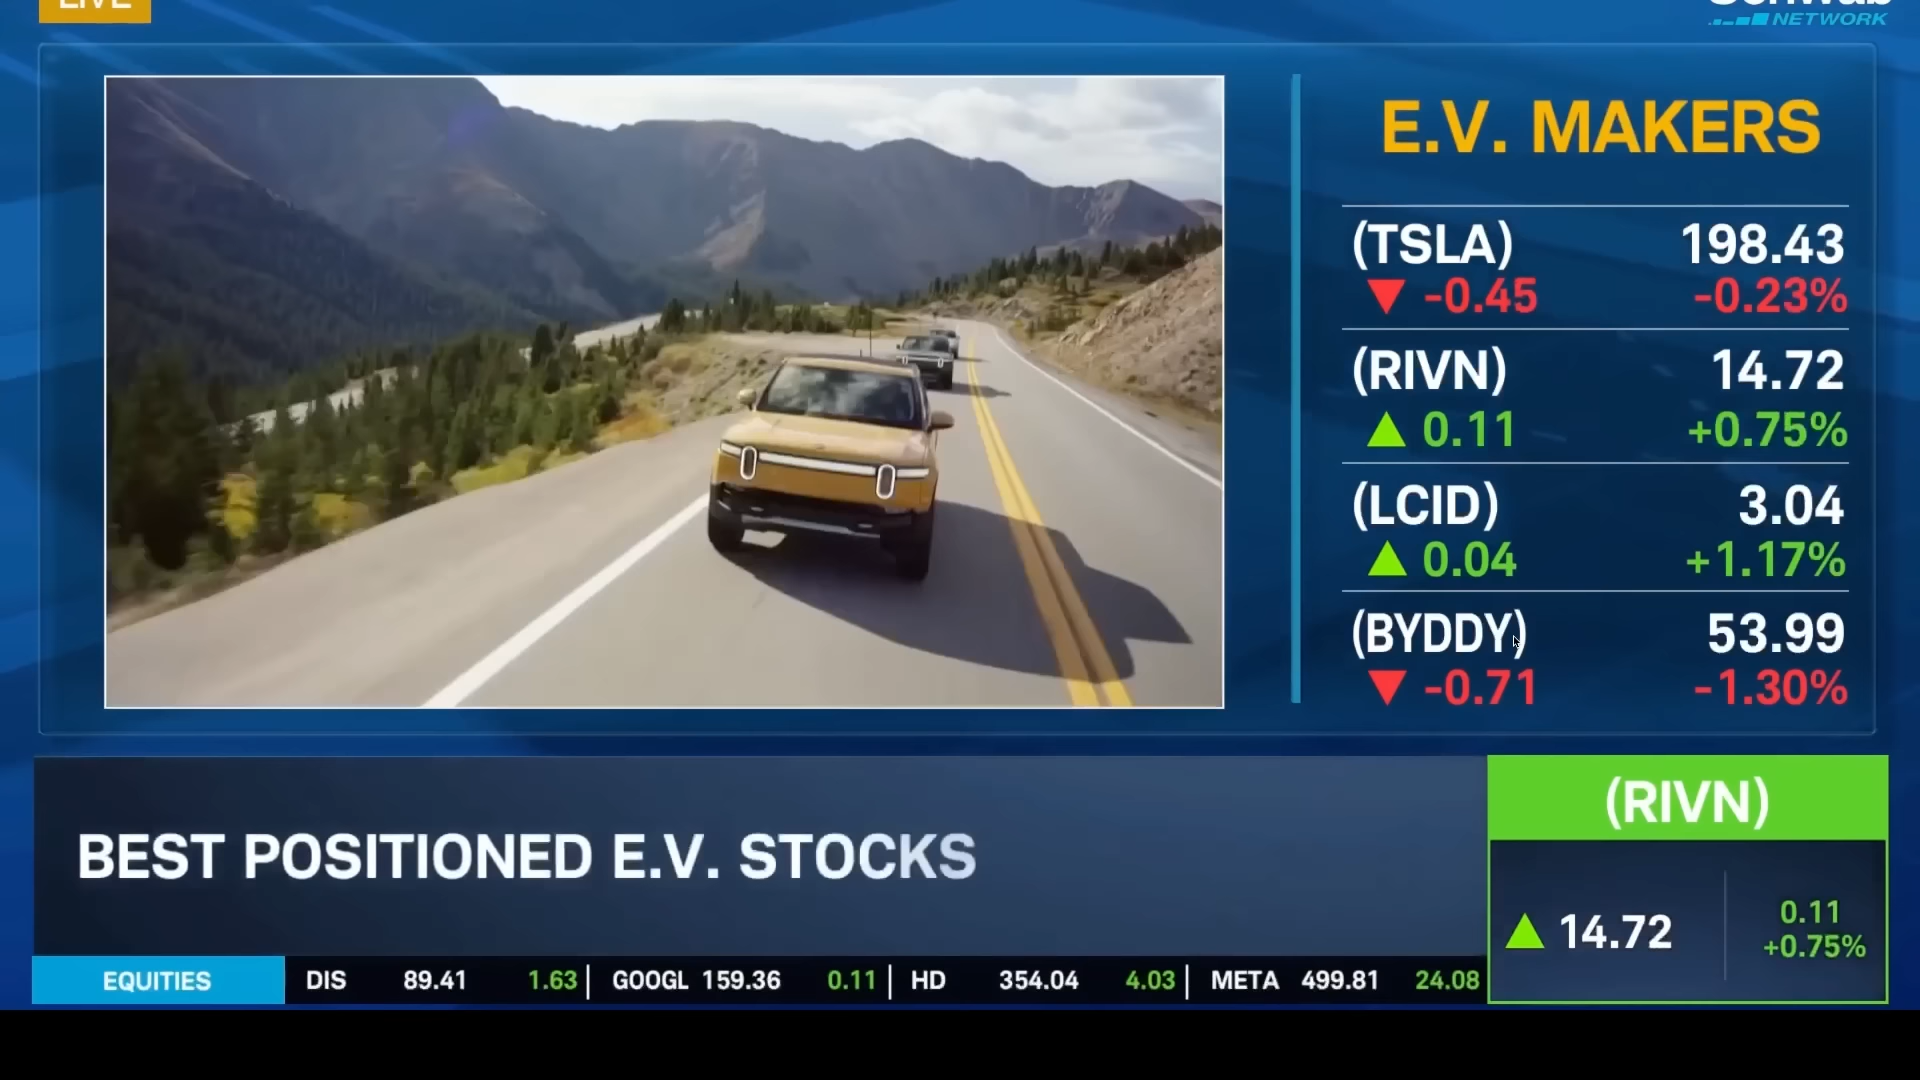 LIVE
Schwab
NETWORK
E.V. MAKERS
(TSLA) 198.43
▼ -0.45 -0.23%
(RIVN) 14.72
▲ 0.11 +0.75%
(LCID) 3.04
▲ 0.04 +1.17%
(BYDDY) 53.99
▼ -0.71 -1.30%
BEST POSITIONED E.V. STOCKS
(RIVN)
▲ 14.72
0.11
+0.75%
EQUITIES DIS 89.41 1.63 | GOOGL 159.36 0.11 | HD 354.04 4.03 | META 499.81 24.08